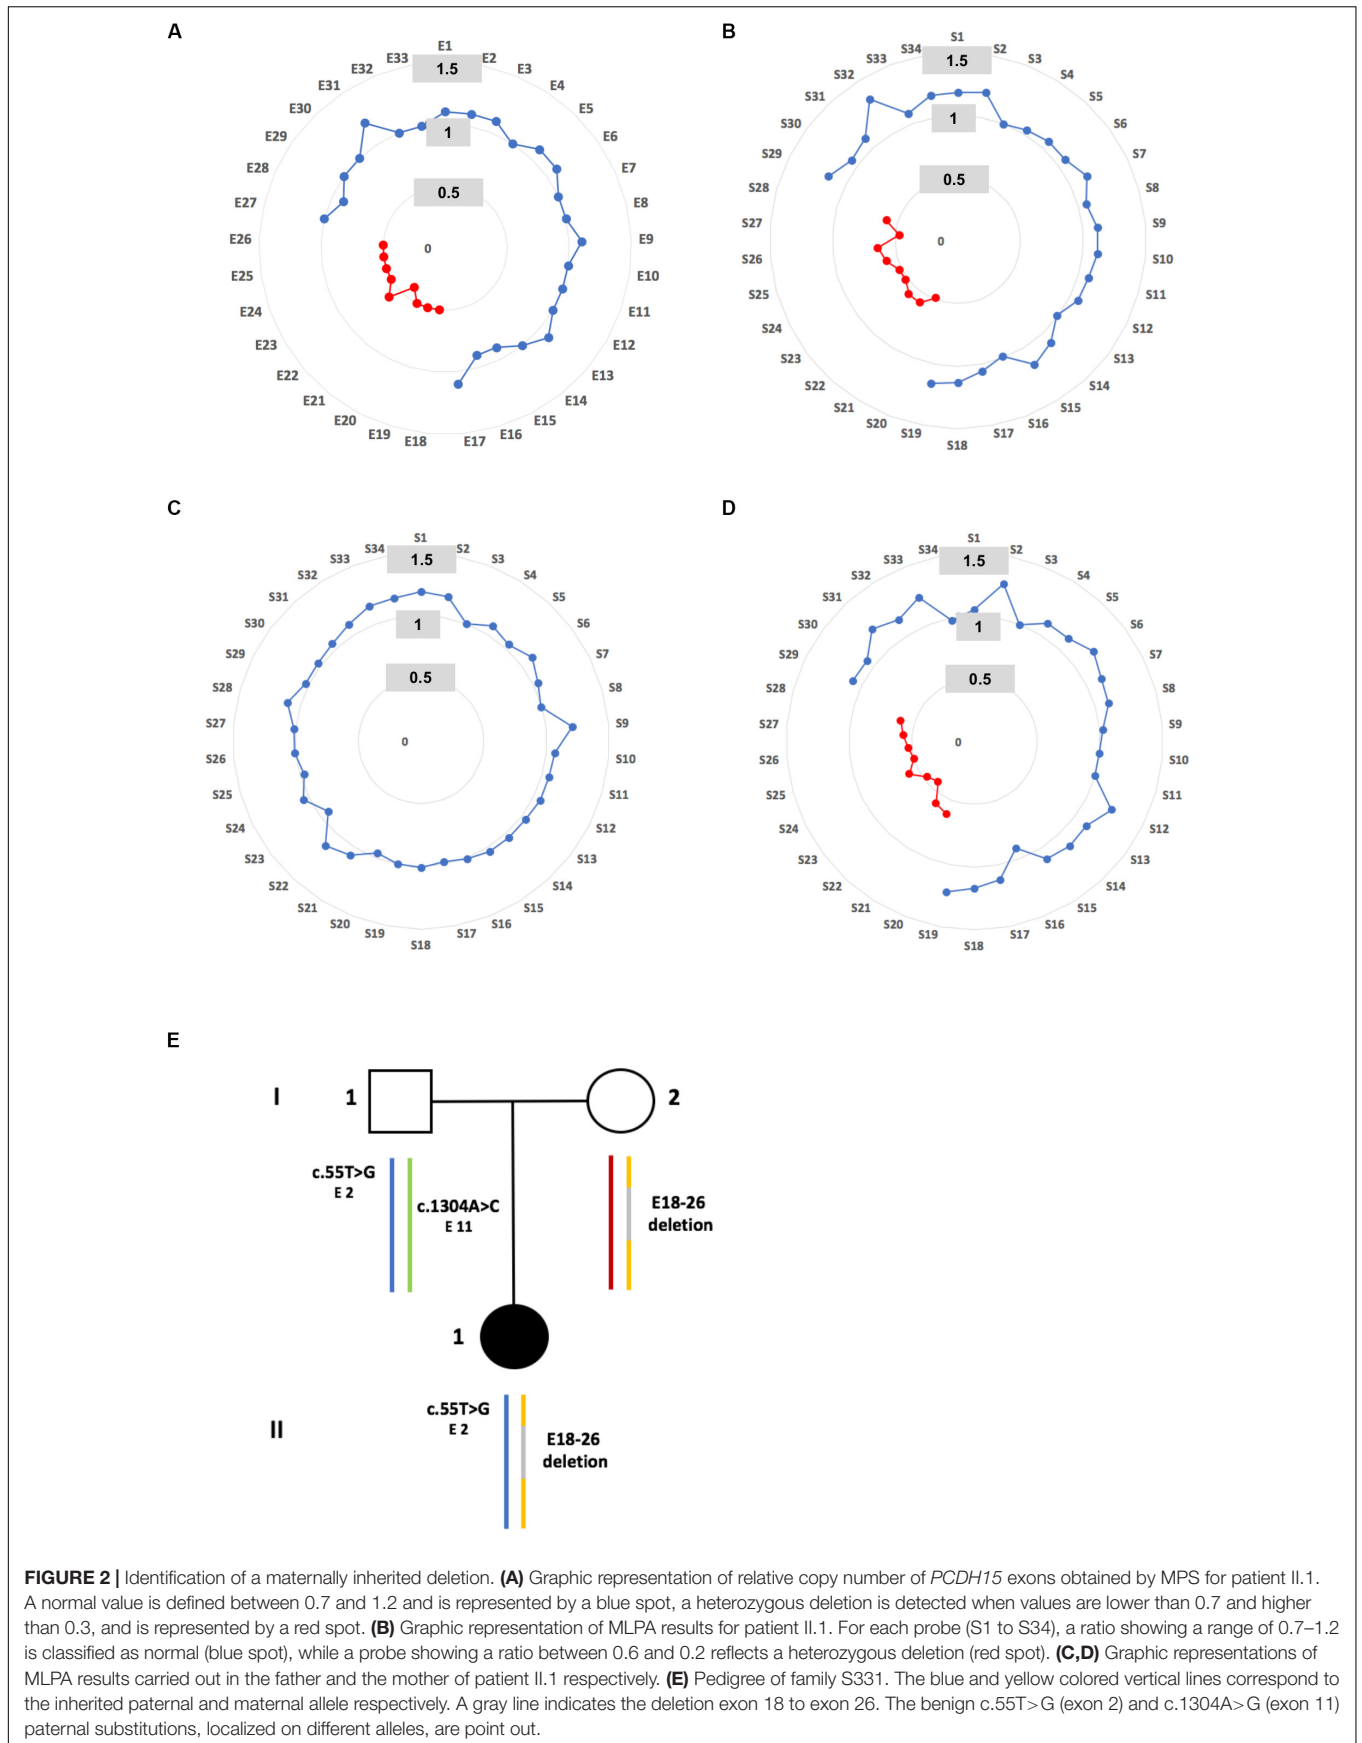 A
E1
E2
E3
E4
E5
E6
E7
E8
E9
E10
E11
E12
E13
E14
E15
E16
E17
E18
E19
E20
E21
E22
E23
E24
E25
E26
E27
E28
E29
E30
E31
E32
E33
1.5
1
0.5
0
B
S1
S2
S3
S4
S5
S6
S7
S8
S9
S10
S11
S12
S13
S14
S15
S16
S17
S18
S19
S20
S21
S22
S23
S24
S25
S26
S27
S28
S29
S30
S31
S32
S33
S34
1.5
1
0.5
0
C
S1
S2
S3
S4
S5
S6
S7
S8
S9
S10
S11
S12
S13
S14
S15
S16
S17
S18
S19
S20
S21
S22
S23
S24
S25
S26
S27
S28
S29
S30
S31
S32
S33
S34
1.5
1
0.5
0
D
S1
S2
S3
S4
S5
S6
S7
S8
S9
S10
S11
S12
S13
S14
S15
S16
S17
S18
S19
S20
S21
S22
S23
S24
S25
S26
S27
S28
S29
S30
S31
S32
S33
S34
1.5
1
0.5
0
E
I
1
2
c.55T>G
E 2
c.1304A>C
E 11
E18-26
deletion
1
II
c.55T>G
E 2
E18-26
deletion
FIGURE 2 | Identification of a maternally inherited deletion. (A) Graphic representation of relative copy number of PCDH15 exons obtained by MPS for patient II.1.
A normal value is defined between 0.7 and 1.2 and is represented by a blue spot, a heterozygous deletion is detected when values are lower than 0.7 and higher
than 0.3, and is represented by a red spot. (B) Graphic representation of MLPA results for patient II.1. For each probe (S1 to S34), a ratio showing a range of 0.7–1.2
is classified as normal (blue spot), while a probe showing a ratio between 0.6 and 0.2 reflects a heterozygous deletion (red spot). (C,D) Graphic representations of
MLPA results carried out in the father and the mother of patient II.1 respectively. (E) Pedigree of family S331. The blue and yellow colored vertical lines correspond to
the inherited paternal and maternal allele respectively. A gray line indicates the deletion exon 18 to exon 26. The benign c.55T>G (exon 2) and c.1304A>G (exon 11)
paternal substitutions, localized on different alleles, are point out.